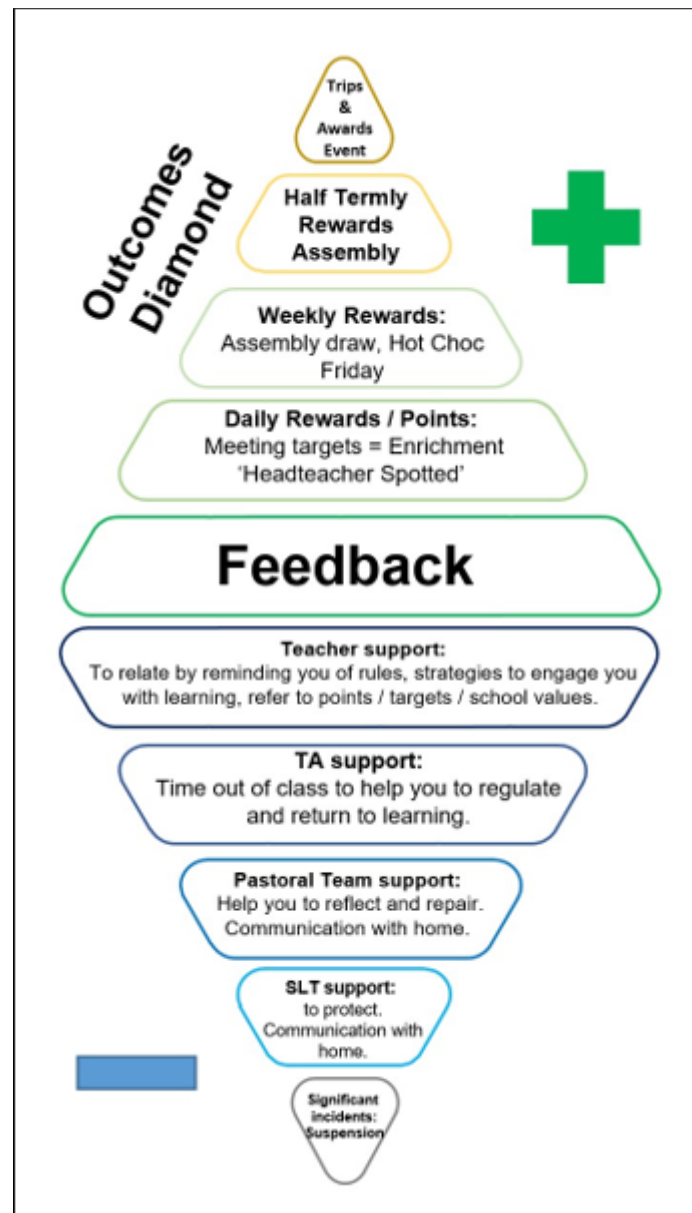 Trips
&
Awards
Event
Outcomes
Diamond
Half Termly
Rewards
Assembly
Weekly Rewards:
Assembly draw, Hot Choc
Friday
Daily Rewards / Points:
Meeting targets = Enrichment
‘Headteacher Spotted’
Feedback
Teacher support:
To relate by reminding you of rules, strategies to engage you
with learning, refer to points / targets / school values.
TA support:
Time out of class to help you to regulate
and return to learning.
Pastoral Team support:
Help you to reflect and repair.
Communication with home.
SLT support:
to protect.
Communication with
home.
Significant
incidents:
Suspension